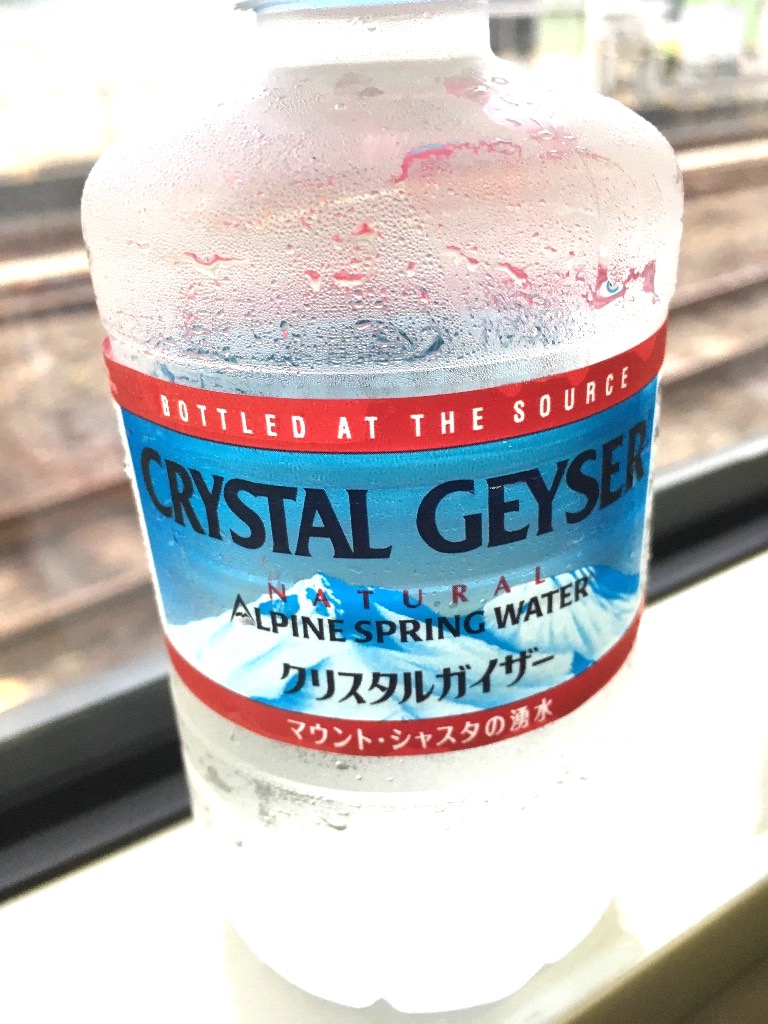 BOTTLED AT THE SOURCE
CRYSTAL GEYSER
NATURAL
ALPINE SPRING WATER
クリスタルガイザー
マウント・シャスタの湧水